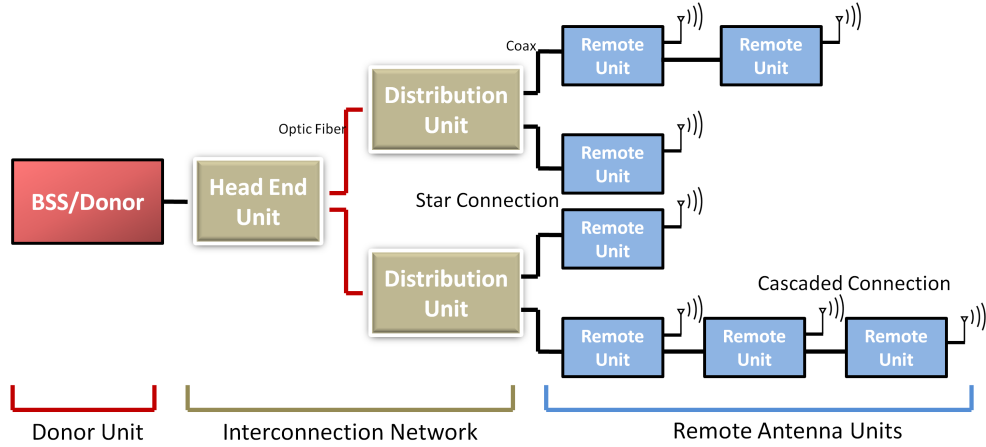 Coax
Remote
Unit
Remote
Unit
Distribution
Unit
Optic Fiber
Remote
Unit
BSS/Donor
Head End
Unit
Star Connection
Remote
Unit
Distribution
Unit
Cascaded Connection
Remote
Unit
Remote
Unit
Remote
Unit
Donor Unit
Interconnection Network
Remote Antenna Units